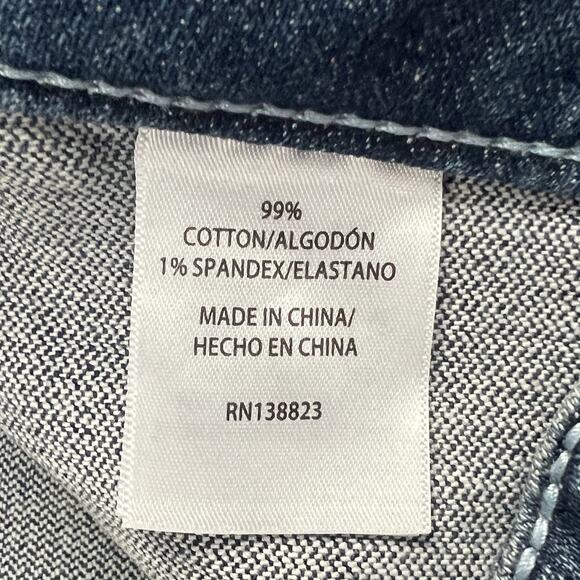 99%
COTTON/ALGODÓN
1% SPANDEX/ELASTANO
MADE IN CHINA/
HECHO EN CHINA
RN138823